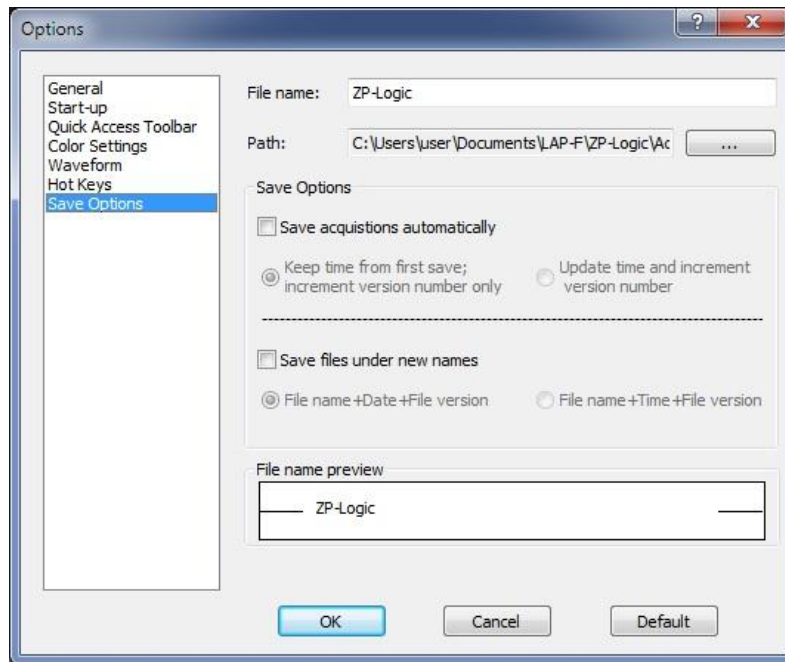 Options
?
General
Start-up
Quick Access Toolbar
Color Settings
Waveform
Hot Keys
Save Options
File name:
ZP-Logic
Path:
C:\Users\user\Documents\LAP-F\ZP-Logic\Ac
...
Save Options
Save acquistions automatically
Keep time from first save;
increment version number only
Update time and increment
version number
Save files under new names
File name+Date+File version
File name+Time+File version
File name preview
ZP-Logic
OK
Cancel
Default